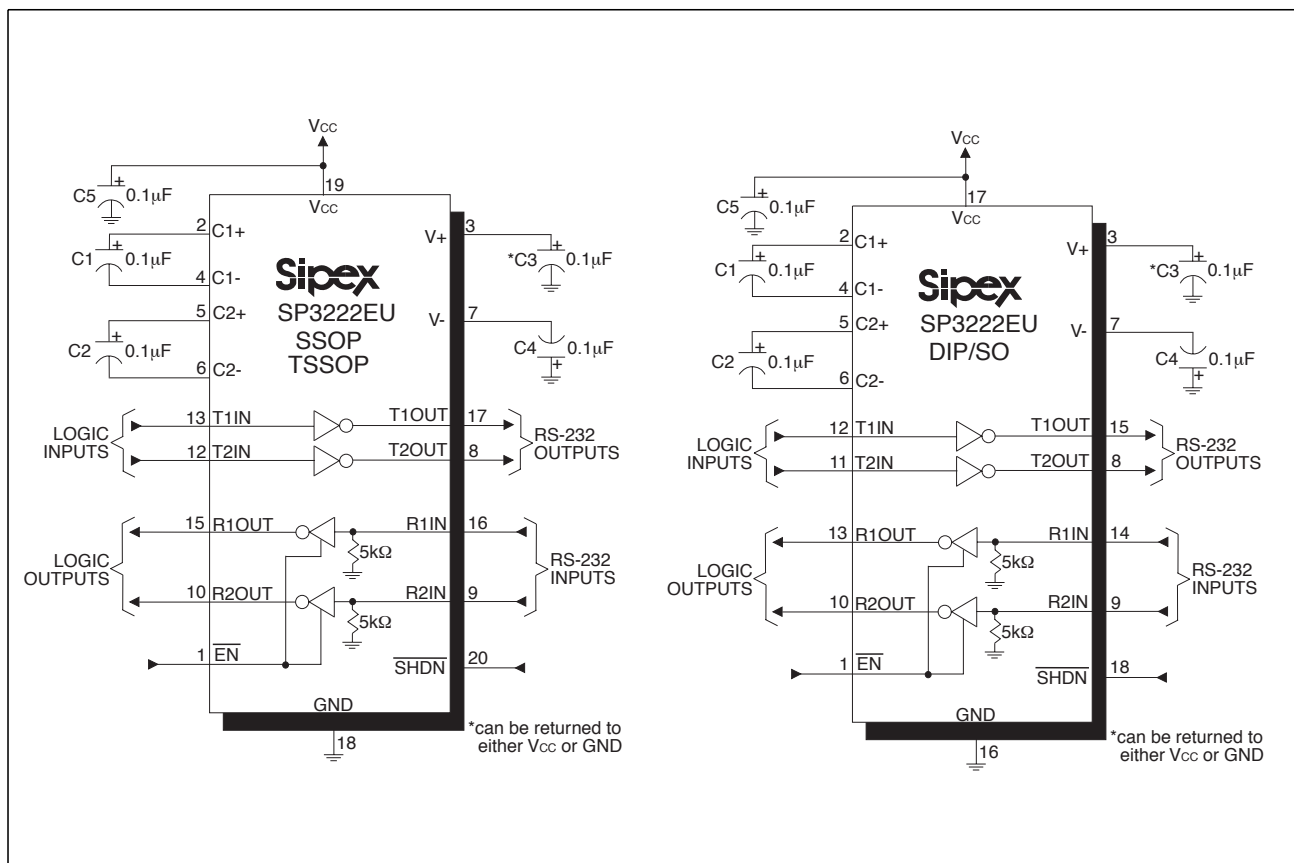 VCC
19
VCC
C5
+
0.1µF
2
C1+
C1
+
0.1µF
4
C1-
5
C2+
C2
+
0.1µF
6
C2-
V+
3
*C3
+
0.1µF
V-
7
C4
0.1µF
+
Sipex
SP3222EU
SSOP
TSSOP
LOGIC
INPUTS
13
T1IN
T1OUT
17
12
T2IN
T2OUT
8
RS-232
OUTPUTS
LOGIC
OUTPUTS
15
R1OUT
R1IN
16
5kΩ
10
R2OUT
R2IN
9
5kΩ
RS-232
INPUTS
1
EN
SHDN
20
GND
18
*can be returned to
either VCC or GND
VCC
17
VCC
C5
+
0.1µF
2
C1+
C1
+
0.1µF
4
C1-
5
C2+
C2
+
0.1µF
6
C2-
V+
3
*C3
+
0.1µF
V-
7
C4
0.1µF
+
Sipex
SP3222EU
DIP/SO
LOGIC
INPUTS
12
T1IN
T1OUT
15
11
T2IN
T2OUT
8
RS-232
OUTPUTS
LOGIC
OUTPUTS
13
R1OUT
R1IN
14
5kΩ
10
R2OUT
R2IN
9
5kΩ
RS-232
INPUTS
1
EN
SHDN
18
GND
16
*can be returned to
either VCC or GND